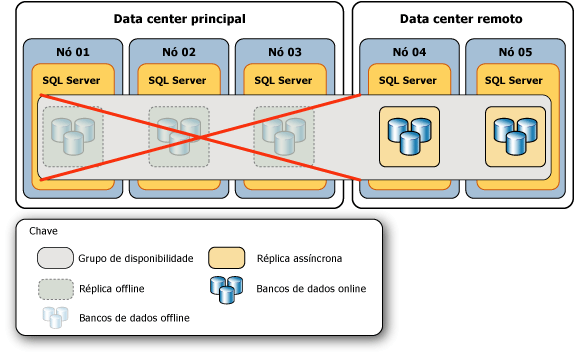 Data center principal
Data center remoto
Nó 01
Nó 02
Nó 03
Nó 04
Nó 05
SQL Server
SQL Server
SQL Server
SQL Server
SQL Server
Chave
Grupo de disponibilidade
Réplica assíncrona
Réplica offline
Bancos de dados online
Bancos de dados offline